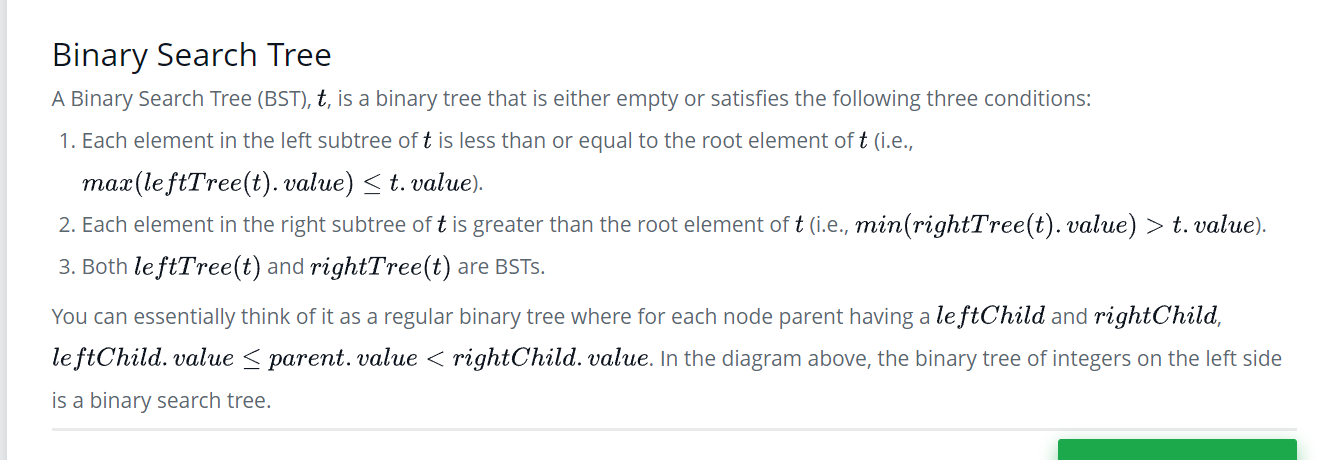 Binary Search Tree
A Binary Search Tree (BST), t, is a binary tree that is either empty or satisfies the following three conditions:
1. Each element in the left subtree of t is less than or equal to the root element of t (i.e.,
max(leftTree(t).value) ≤ t.value).
2. Each element in the right subtree of t is greater than the root element of t (i.e., min(rightTree(t).value) > t.value).
3. Both leftTree(t) and rightTree(t) are BSTs.
You can essentially think of it as a regular binary tree where for each node parent having a leftChild and rightChild,
leftChild.value ≤ parent.value < rightChild.value. In the diagram above, the binary tree of integers on the left side
is a binary search tree.